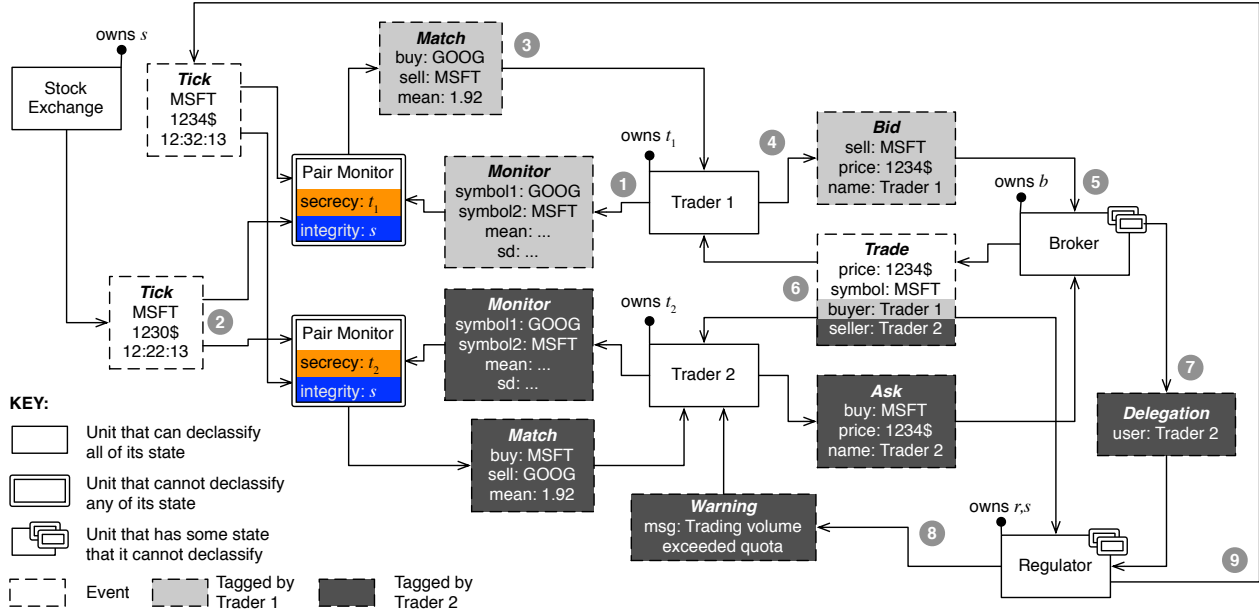 owns s
Stock
Exchange
Tick
MSFT
1234$
12:32:13
Match
buy: GOOG
sell: MSFT
mean: 1.92
3
Pair Monitor
secrecy: t1
integrity: s
Monitor
symbol1: GOOG
symbol2: MSFT
mean: ...
sd: ...
1
owns t1
Trader 1
4
Bid
sell: MSFT
price: 1234$
name: Trader 1
5
owns b
Broker
Trade
price: 1234$
symbol: MSFT
buyer: Trader 1
seller: Trader 2
6
Tick
MSFT
1230$
12:22:13
2
Pair Monitor
secrecy: t2
integrity: s
Monitor
symbol1: GOOG
symbol2: MSFT
mean: ...
sd: ...
owns t2
Trader 2
Ask
buy: MSFT
price: 1234$
name: Trader 2
7
Delegation
user: Trader 2
Match
buy: MSFT
sell: GOOG
mean: 1.92
Warning
msg: Trading volume
exceeded quota
8
owns r,s
Regulator
9
KEY:
Unit that can declassify
all of its state
Unit that cannot declassify
any of its state
Unit that has some state
that it cannot declassify
Event
Tagged by
Trader 1
Tagged by
Trader 2